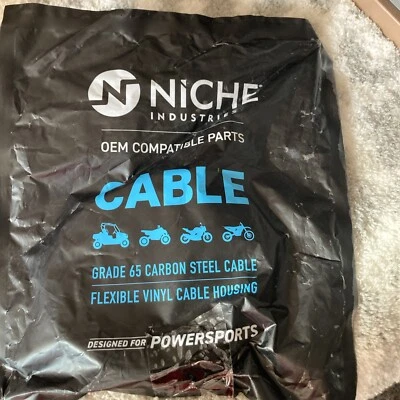 NiCHE
INDUSTRIES
OEM COMPATIBLE PARTS
CABLE
GRADE 65 CARBON STEEL CABLE
FLEXIBLE VINYL CABLE HOUSING
DESIGNED FOR POWERSPORTS